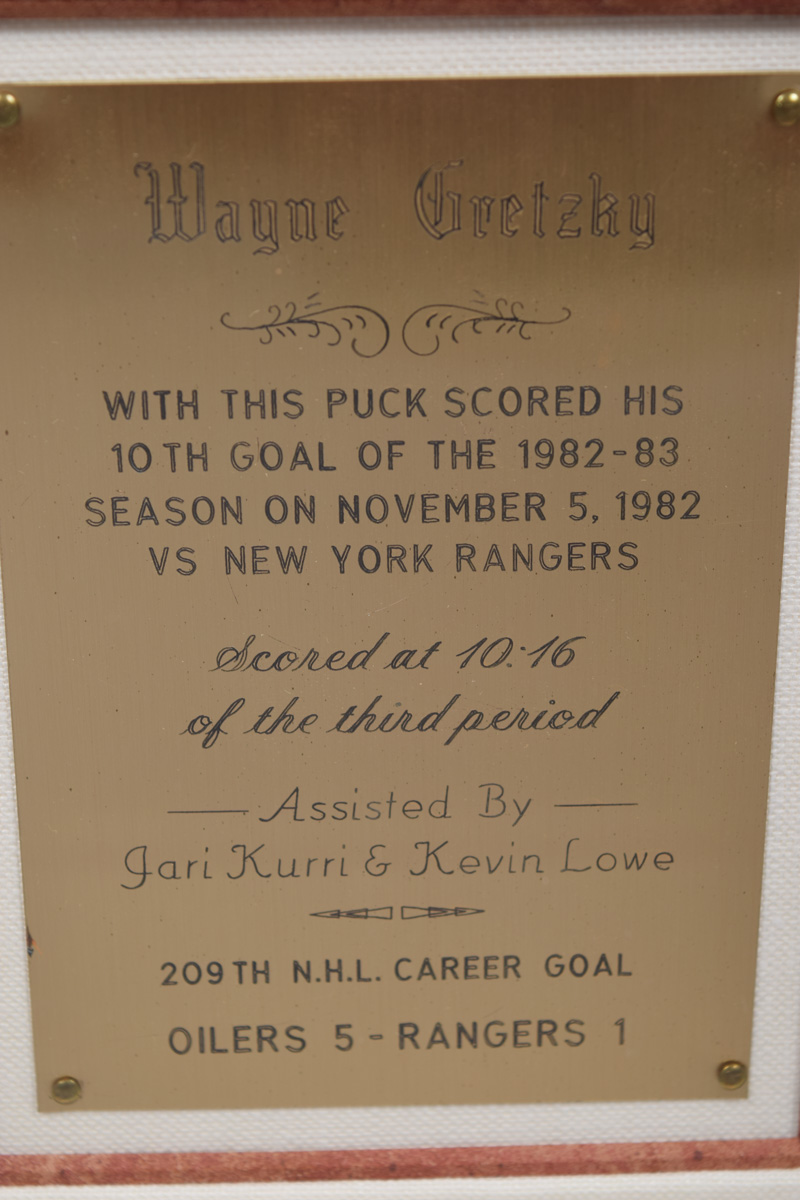 Wayne Gretzky
WITH THIS PUCK SCORED HIS
10TH GOAL OF THE 1982-83
SEASON ON NOVEMBER 5, 1982
VS NEW YORK RANGERS
Scored at 10:16
of the third period
Assisted By
Jari Kurri & Kevin Lowe
209TH N.H.L. CAREER GOAL
OILERS 5 - RANGERS 1